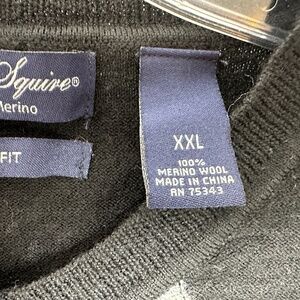 Squire®
Merino
FIT
XXL
100%
MERINO WOOL
MADE IN CHINA
RN 75343